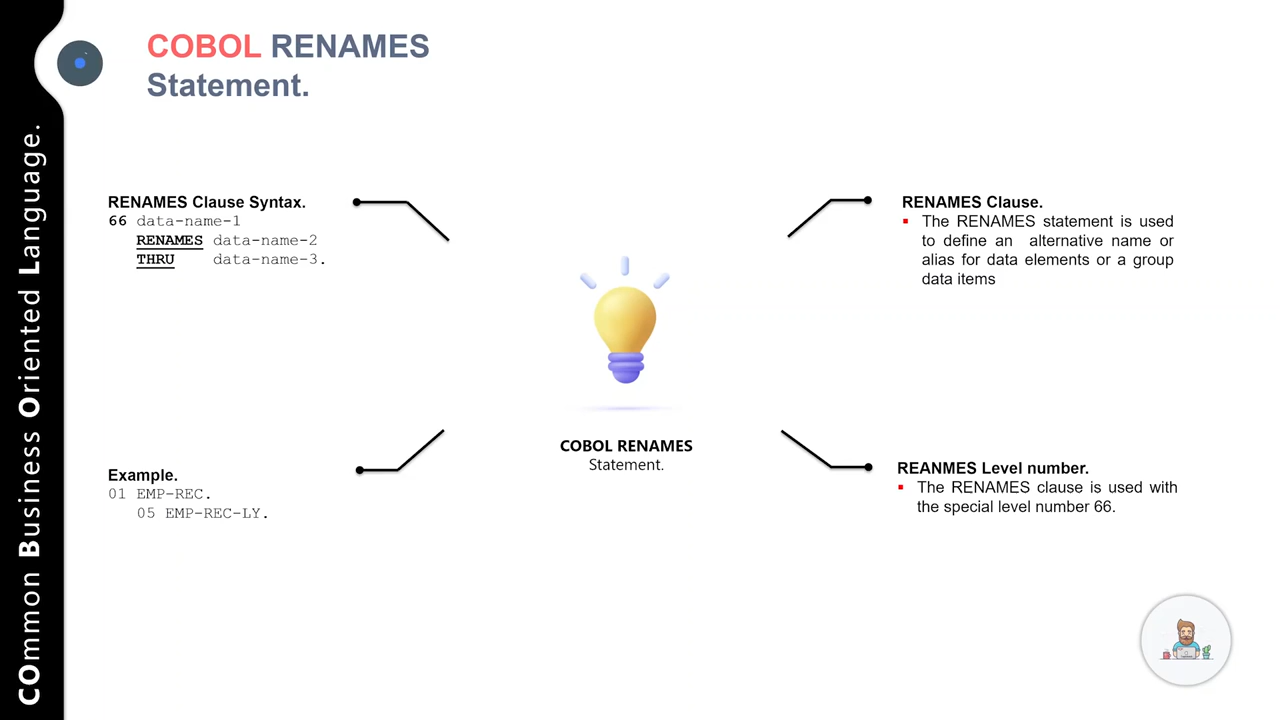 COBOL RENAMES
Statement.
COmmon Business Oriented Language.
RENAMES Clause Syntax.
66 data-name-1
RENAMES data-name-2
THRU data-name-3.
RENAMES Clause.
▪ The RENAMES statement is used
to define an alternative name or
alias for data elements or a group
data items
COBOL RENAMES
Statement.
Example.
01 EMP-REC.
05 EMP-REC-LY.
REANMES Level number.
▪ The RENAMES clause is used with
the special level number 66.